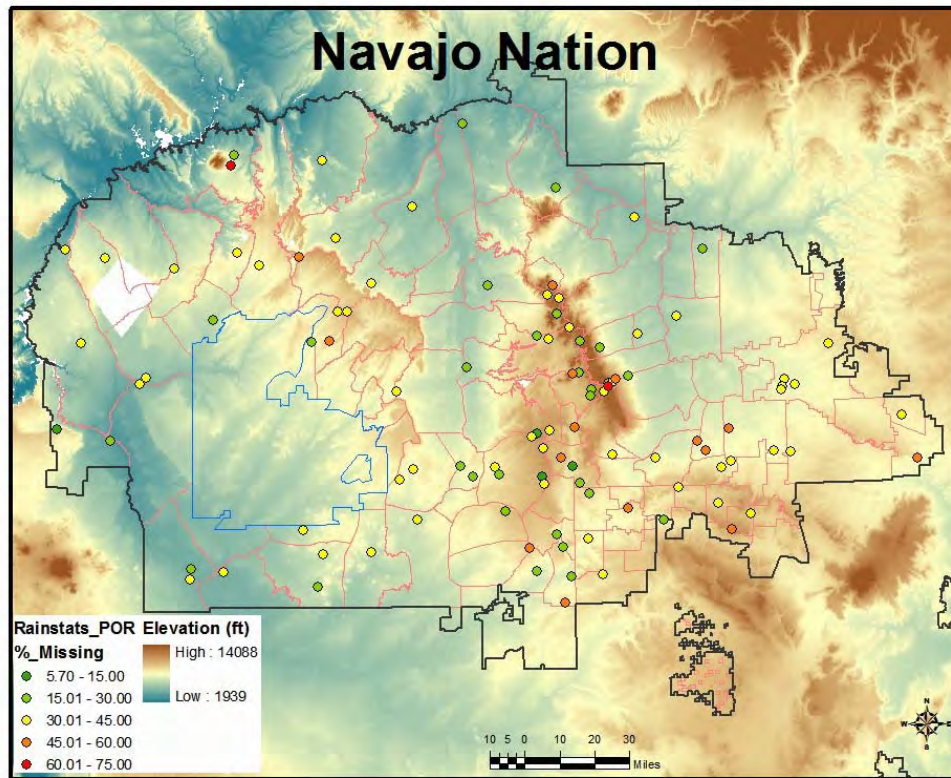 Navajo Nation
Rainstats_POR Elevation (ft)
%_Missing
High : 14088
5.70 - 15.00
15.01 - 30.00
Low : 1939
30.01 - 45.00
45.01 - 60.00
60.01 - 75.00
10 5 0 10 20 30
Miles
N
W E
S